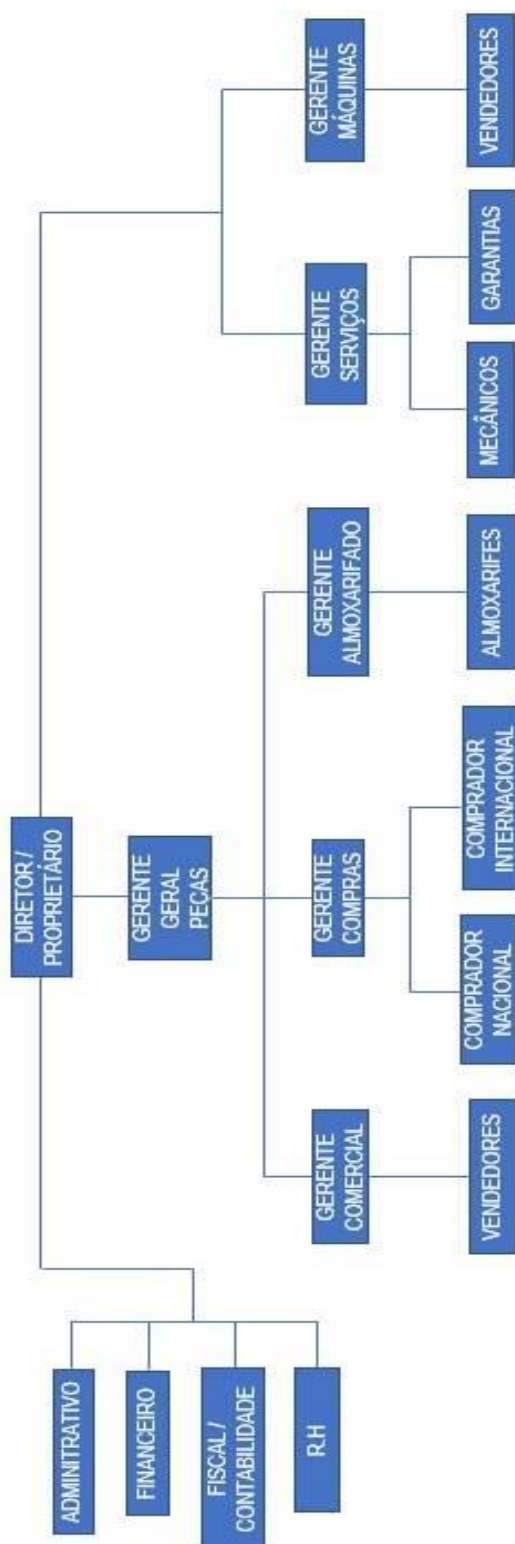 DIRETOR /
PROPRIETÁRIO
ADMINITRATIVO
FINANCEIRO
FISCAL /
CONTABILIDADE
R.H
GERENTE
GERAL
PECAS
GERENTE
COMERCIAL
GERENTE
COMPRAS
GERENTE
ALMOXARIFADO
GERENTE
SERVIÇOS
GERENTE
MÁQUINAS
VENDEDORES
COMPRADOR
NACIONAL
COMPRADOR
INTERNACIONAL
ALMOXARIFES
MECÂNICOS
GARANTIAS
VENDEDORES